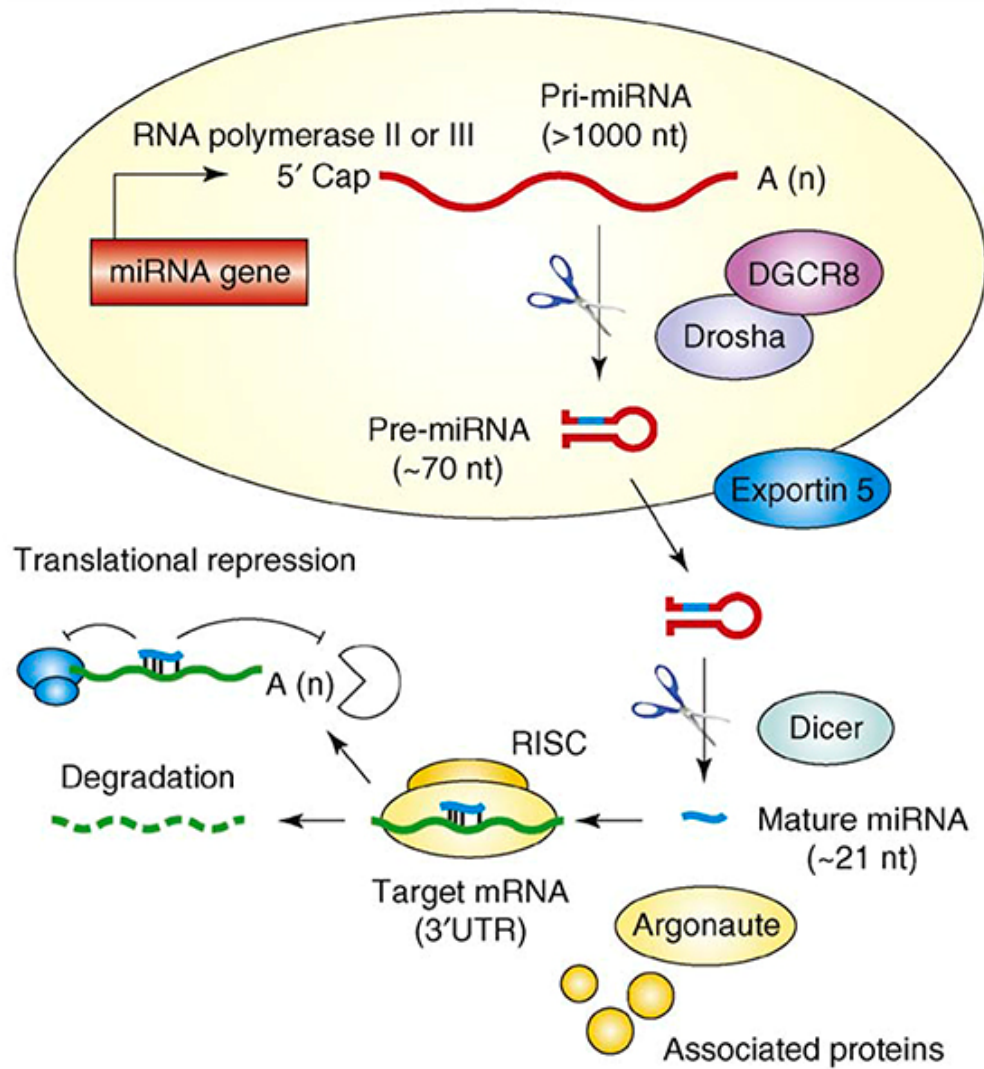 Pri-miRNA
(>1000 nt)
RNA polymerase II or III
5′ Cap
A (n)
miRNA gene
DGCR8
Drosha
Pre-miRNA
(~70 nt)
Exportin 5
Translational repression
A (n)
Dicer
RISC
Degradation
Mature miRNA
(~21 nt)
Target mRNA
(3′UTR)
Argonaute
Associated proteins